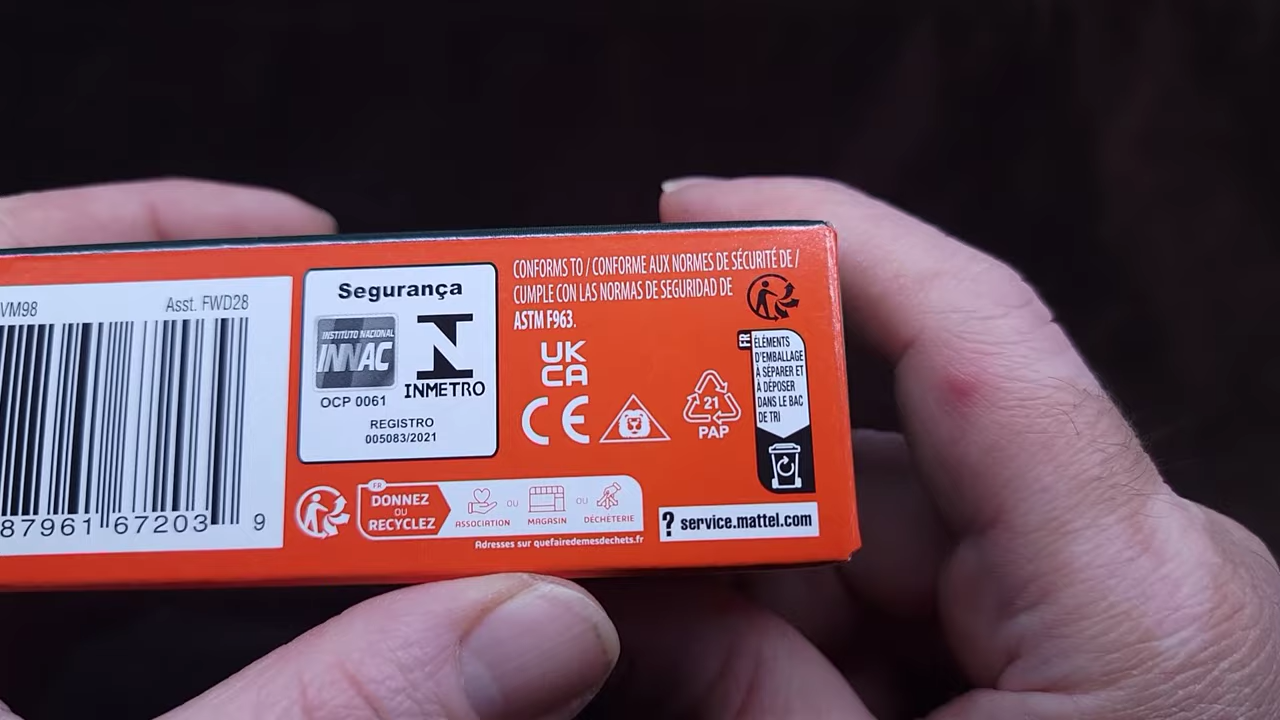 VM98 Asst. FWD28
87961 67203 9
Segurança
INSTITUTO NACIONAL
INNAC
OCP 0061
INMETRO
REGISTRO
005083/2021
CONFORMS TO / CONFORME AUX NORMES DE SÉCURITÉ DE /
CUMPLE CON LAS NORMAS DE SEGURIDAD DE
ASTM F963.
UK
CA
CE
21
PAP
FR
ÉLÉMENTS
D'EMBALLAGE
À SÉPARER ET
À DÉPOSER
DANS LE BAC
DE TRI
FR
DONNEZ
OU
RECYCLEZ
ASSOCIATION OU MAGASIN OU DÉCHÈTERIE
Adresses sur quefairedemesdechets.fr
? service.mattel.com